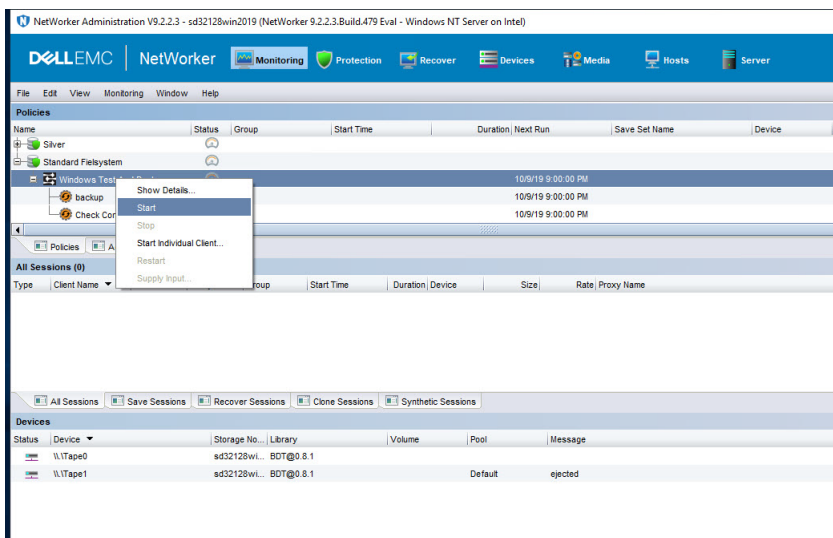 NetWorker Administration V9.2.2.3 - sd32128win2019 (NetWorker 9.2.2.3.Build.479 Eval - Windows NT Server on Intel)
DELLEMC NetWorker Monitoring Protection Recover Devices Media Hosts Server
File Edit View Monitoring Window Help
Policies
Name Status Group Start Time Duration Next Run Save Set Name Device
Silver
Standard Fielsystem
Windows Test 10/9/19 9:00:00 PM
backup 10/9/19 9:00:00 PM
Check Cor 10/9/19 9:00:00 PM
Show Details...
Start
Stop
Start Individual Client...
Restart
Supply Input...
Policies A
All Sessions (0)
Type Client Name roup Start Time Duration Device Size Rate Proxy Name
All Sessions Save Sessions Recover Sessions Clone Sessions Synthetic Sessions
Devices
Status Device Storage No... Library Volume Pool Message
\\.\Tape0 sd32128wi... BDT@0.8.1
\\.\Tape1 sd32128wi... BDT@0.8.1 Default ejected